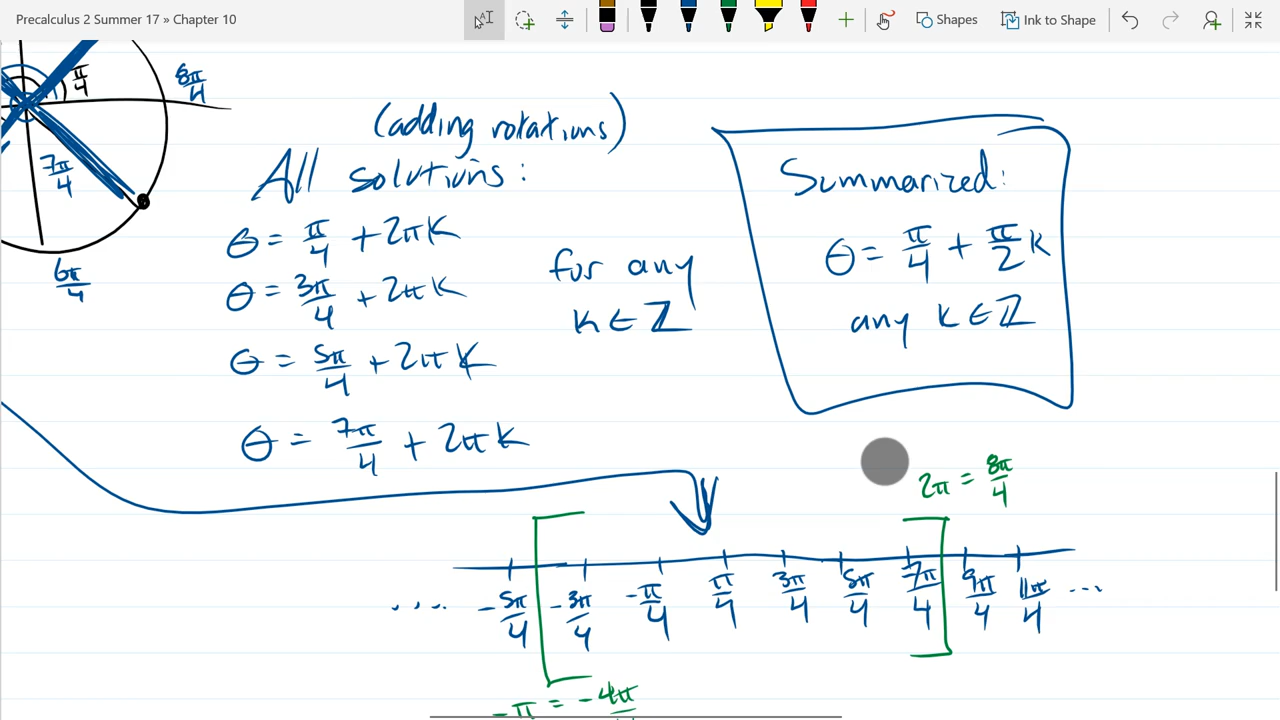 Precalculus 2 Summer 17 » Chapter 10
Shapes
Ink to Shape
π/4
8π/4
7π/4
6π/4
(adding rotations)
All solutions:
θ = π/4 + 2πk
θ = 3π/4 + 2πk
θ = 5π/4 + 2πk
θ = 7π/4 + 2πk
for any
k ∈ ℤ
Summarized:
θ = π/4 + π/2 k
any k ∈ ℤ
2π = 8π/4
.... -5π/4 -3π/4 -π/4 π/4 3π/4 5π/4 7π/4 9π/4 11π/4 ...
-π = -4π